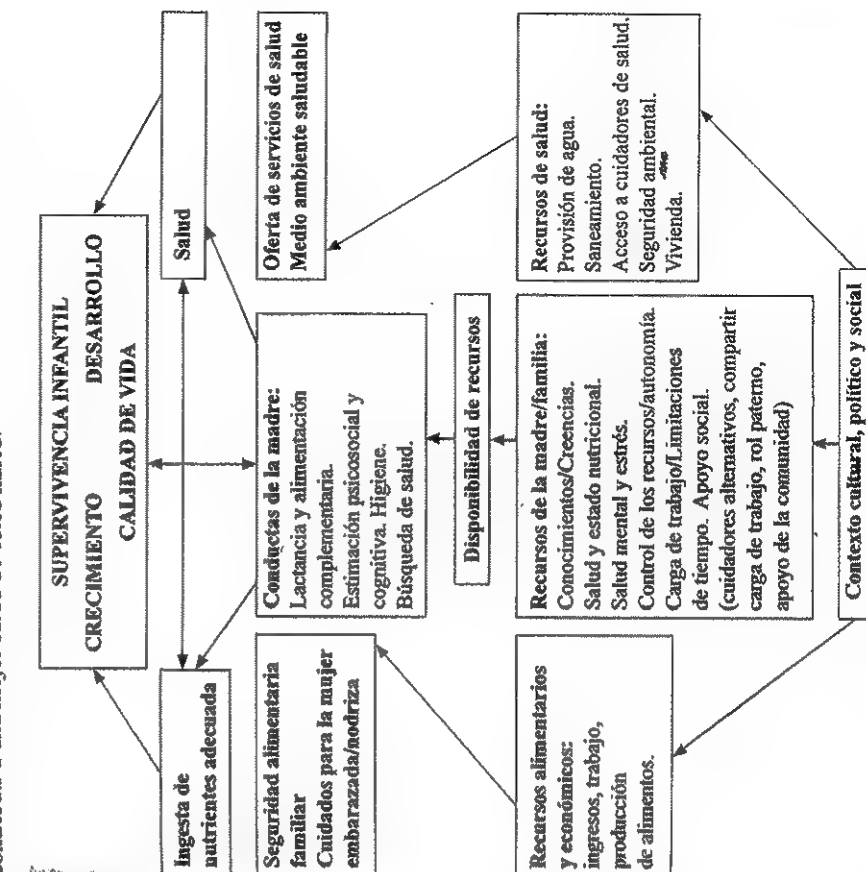 SUPERVIVENCIA INFANTIL
CRECIMIENTO DESARROLLO
CALIDAD DE VIDA
Ingesta de
nutrientes adecuada
Salud
Seguridad alimentaria
familiar
Cuidados para la mujer
embarazada/nodriza
Conductas de la madre:
Lactancia y alimentación
complementaria.
Estimación psicosocial y
cognitiva. Higiene.
Búsqueda de salud.
Oferta de servicios de salud
Medio ambiente saludable
Disponibilidad de recursos
Recursos alimentarios
y económicos:
ingresos, trabajo,
producción
de alimentos.
Recursos de la madre/familia:
Conocimientos/Creencias.
Salud y estado nutricional.
Salud mental y estrés.
Control de los recursos/autonomía.
Carga de trabajo/Limitaciones
de tiempo. Apoyo social.
(cuidadores alternativos, compartir
carga de trabajo, rol paterno,
apoyo de la comunidad)
Recursos de salud:
Provisión de agua.
Saneamiento.
Acceso a cuidadores de salud.
Seguridad ambiental.
Vivienda.
Contexto cultural, político y social